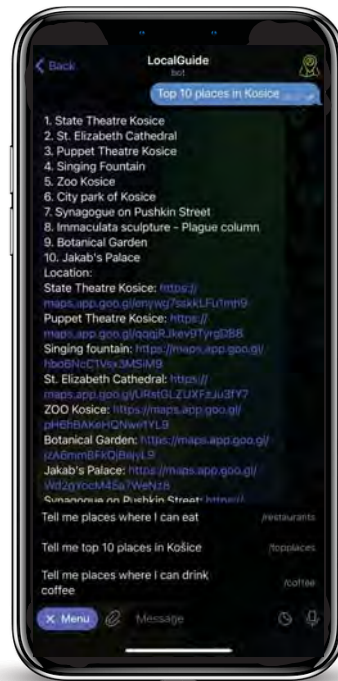 Back
LocalGuide
bot
Top 10 places in Kosice
1. State Theatre Kosice
2. St. Elizabeth Cathedral
3. Puppet Theatre Kosice
4. Singing Fountain
5. Zoo Kosice
6. City park of Kosice
7. Synagogue on Pushkin Street
8. Immaculata sculpture - Plague column
9. Botanical Garden
10. Jakab's Palace
Location:
State Theatre Kosice: https://
Puppet Theatre Kosice: https://
Singing fountain: https://maps.app.goo.gl/
St. Elizabeth Cathedral: https://
ZOO Kosice: https://maps.app.goo.gl/
Botanical Garden: https://maps.app.goo.gl/
Jakab's Palace: https://maps.app.goo.gl/
Synagogue on Pushkin Street: https://
Tell me places where I can eat /restaurants
Tell me top 10 places in Košice /topplaces
Tell me places where I can drink
coffee /coffee
Menu Message